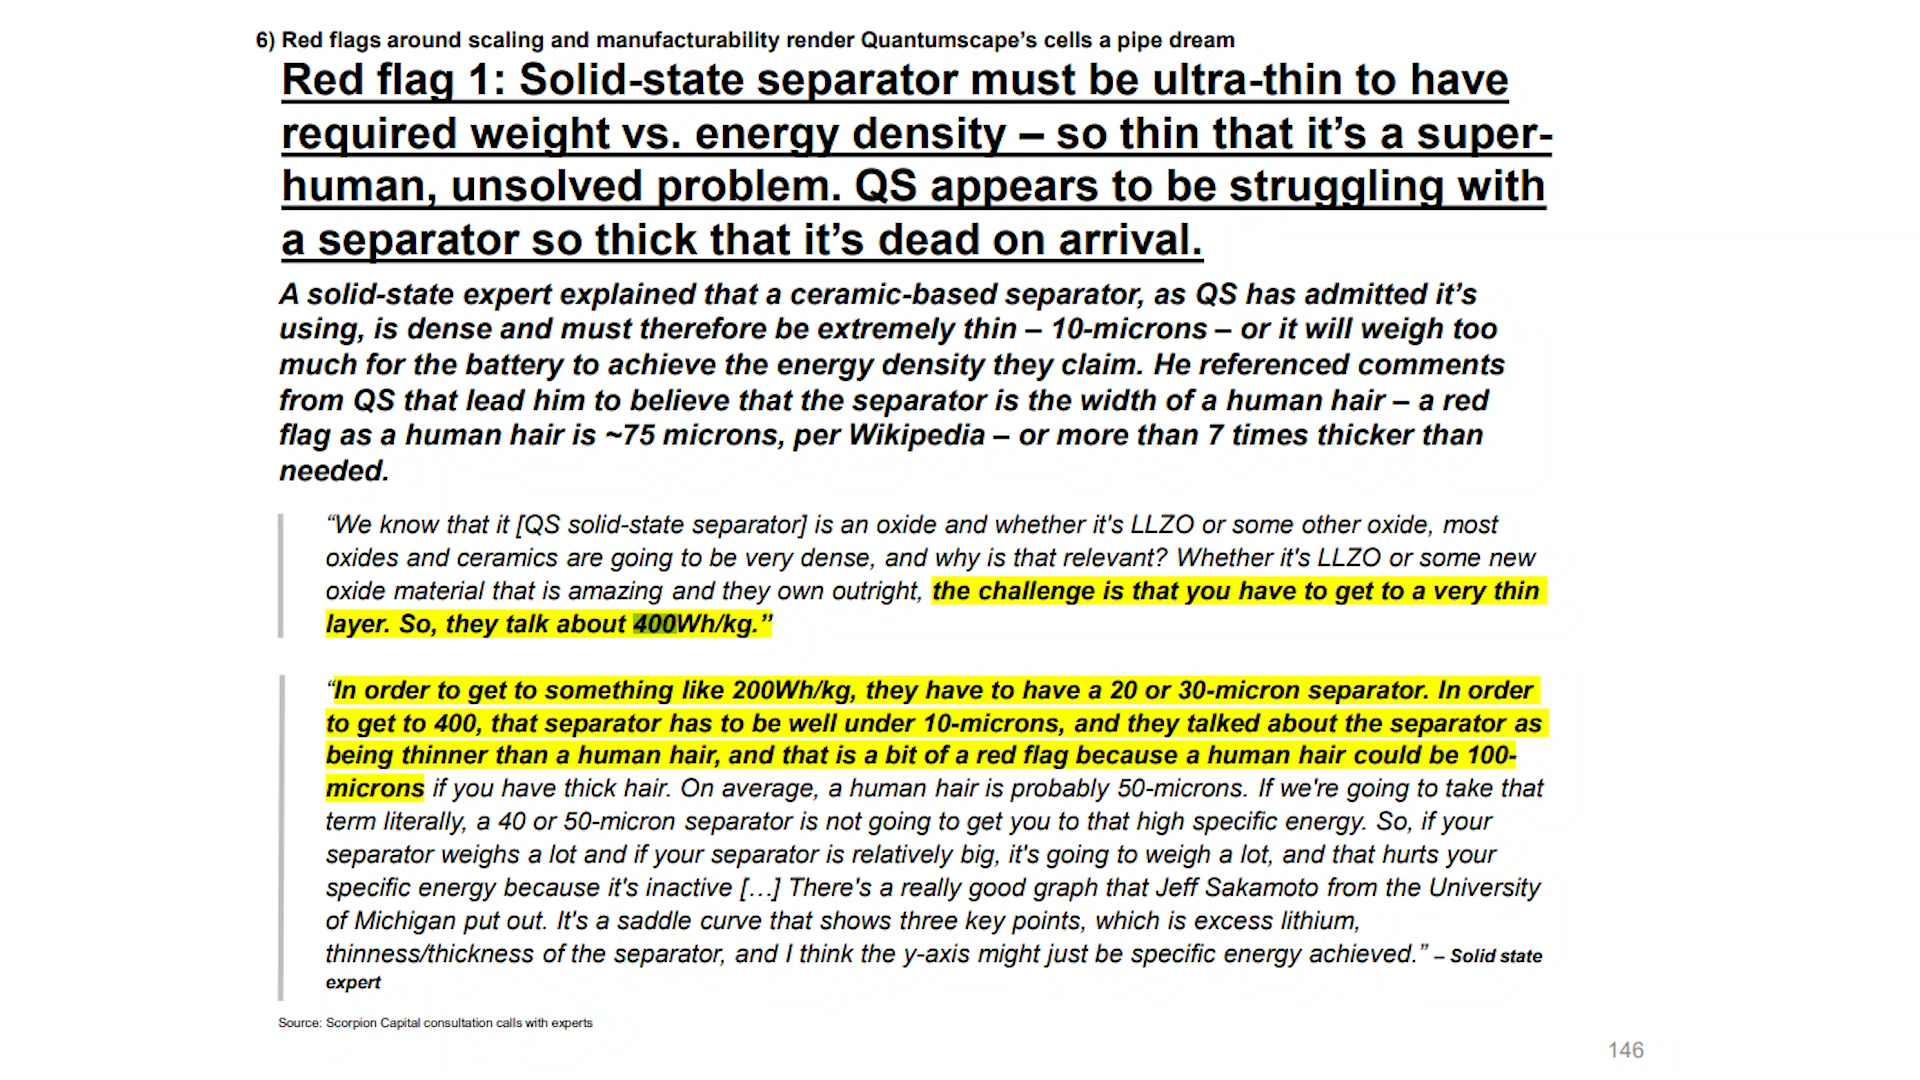 6) Red flags around scaling and manufacturability render Quantumscape’s cells a pipe dream
Red flag 1: Solid-state separator must be ultra-thin to have
required weight vs. energy density – so thin that it’s a super-
human, unsolved problem. QS appears to be struggling with
a separator so thick that it’s dead on arrival.
A solid-state expert explained that a ceramic-based separator, as QS has admitted it’s
using, is dense and must therefore be extremely thin – 10-microns – or it will weigh too
much for the battery to achieve the energy density they claim. He referenced comments
from QS that lead him to believe that the separator is the width of a human hair – a red
flag as a human hair is ~75 microns, per Wikipedia – or more than 7 times thicker than
needed.
“We know that it [QS solid-state separator] is an oxide and whether it's LLZO or some other oxide, most
oxides and ceramics are going to be very dense, and why is that relevant? Whether it's LLZO or some new
oxide material that is amazing and they own outright, the challenge is that you have to get to a very thin
layer. So, they talk about 400Wh/kg.”
“In order to get to something like 200Wh/kg, they have to have a 20 or 30-micron separator. In order
to get to 400, that separator has to be well under 10-microns, and they talked about the separator as
being thinner than a human hair, and that is a bit of a red flag because a human hair could be 100-
microns if you have thick hair. On average, a human hair is probably 50-microns. If we're going to take that
term literally, a 40 or 50-micron separator is not going to get you to that high specific energy. So, if your
separator weighs a lot and if your separator is relatively big, it's going to weigh a lot, and that hurts your
specific energy because it's inactive […] There's a really good graph that Jeff Sakamoto from the University
of Michigan put out. It's a saddle curve that shows three key points, which is excess lithium,
thinness/thickness of the separator, and I think the y-axis might just be specific energy achieved.” – Solid state
expert
Source: Scorpion Capital consultation calls with experts
146